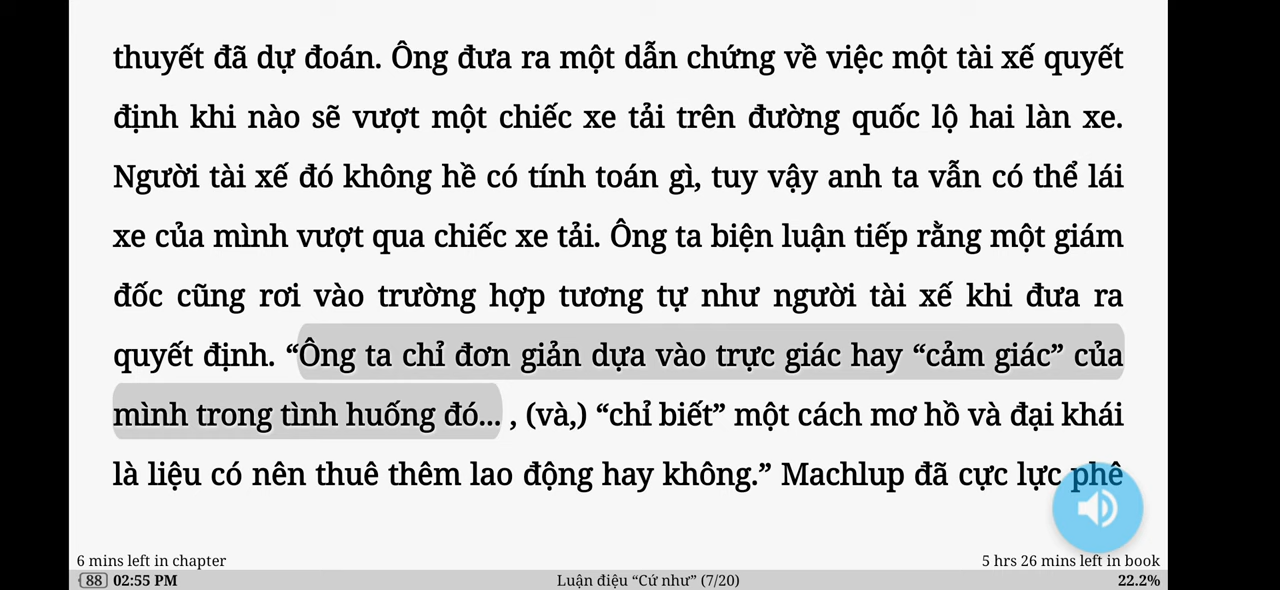 thuyết đã dự đoán. Ông đưa ra một dẫn chứng về việc một tài xế quyết
định khi nào sẽ vượt một chiếc xe tải trên đường quốc lộ hai làn xe.
Người tài xế đó không hề có tính toán gì, tuy vậy anh ta vẫn có thể lái
xe của mình vượt qua chiếc xe tải. Ông ta biện luận tiếp rằng một giám
đốc cũng rơi vào trường hợp tương tự như người tài xế khi đưa ra
quyết định. “Ông ta chỉ đơn giản dựa vào trực giác hay “cảm giác” của
mình trong tình huống đó... , (và,) “chỉ biết” một cách mơ hồ và đại khái
là liệu có nên thuê thêm lao động hay không.” Machlup đã cực lực phê
6 mins left in chapter
5 hrs 26 mins left in book
88 02:55 PM
Luận điệu “Cứ như” (7/20)
22.2%